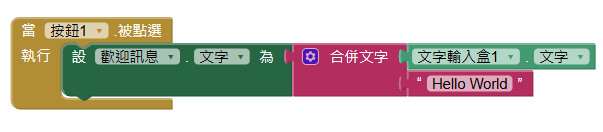 當 按鈕1 .被點選
執行 設 歡迎訊息 . 文字 為 合併文字 文字輸入盒1 . 文字
“ Hello World ”